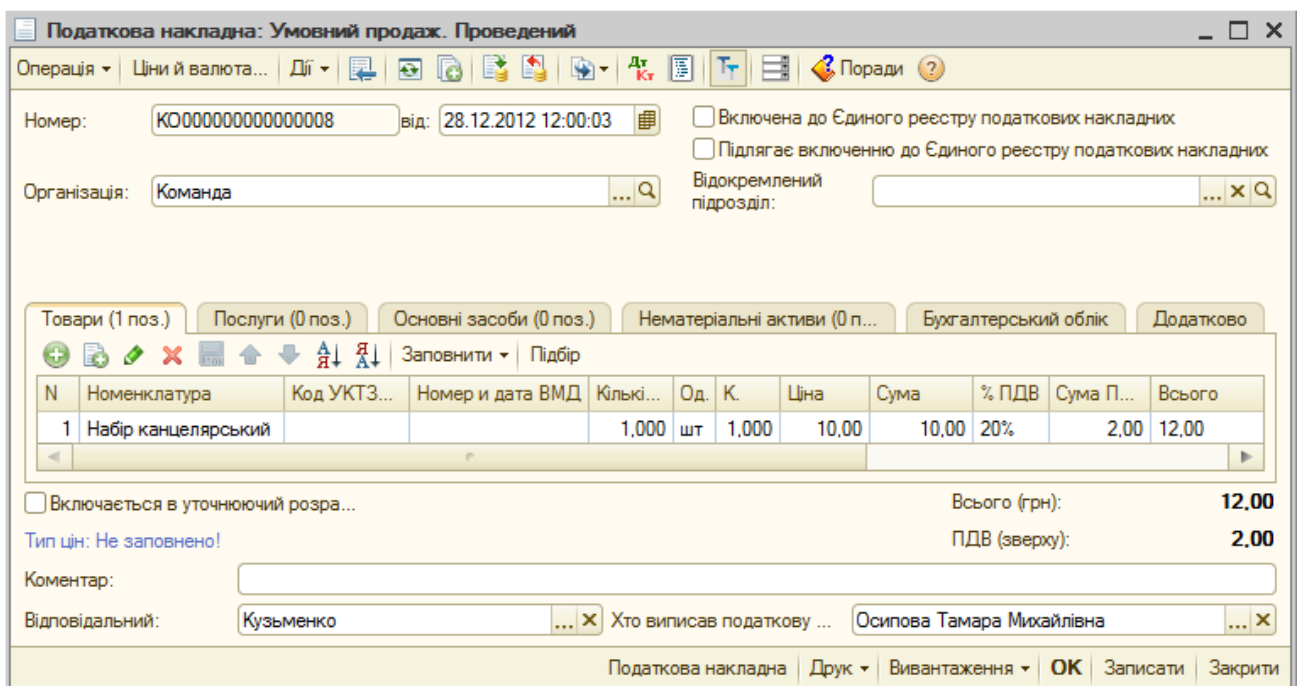 Податкова накладна: Умовний продаж. Проведений
Операція Ціни й валюта... Дії Дт Кт Тт Поради ?
Номер: КО000000000000008 від: 28.12.2012 12:00:03 Включена до Єдиного реєстру податкових накладних
Підлягає включенню до Єдиного реєстру податкових накладних
Організація: Команда ... Відокремлений підрозділ: ...
Товари (1 поз.) Послуги (0 поз.) Основні засоби (0 поз.) Нематеріальні активи (0 п... Бухгалтерський облік Додатково
А Я Я А Заповнити Підбір
N Номенклатура Код УКТЗ... Номер и дата ВМД Кількі... Од. К. Ціна Сума % ПДВ Сума П... Всього
1 Набір канцелярський 1,000 шт 1,000 10,00 10,00 20% 2,00 12,00
Включається в уточнюючий розра... Всього (грн): 12,00
Тип цін: Не заповнено! ПДВ (зверху): 2,00
Коментар:
Відповідальний: Кузьменко ... Хто виписав податкову ... Осипова Тамара Михайлівна ...
Податкова накладна Друк Вивантаження OK Записати Закрити